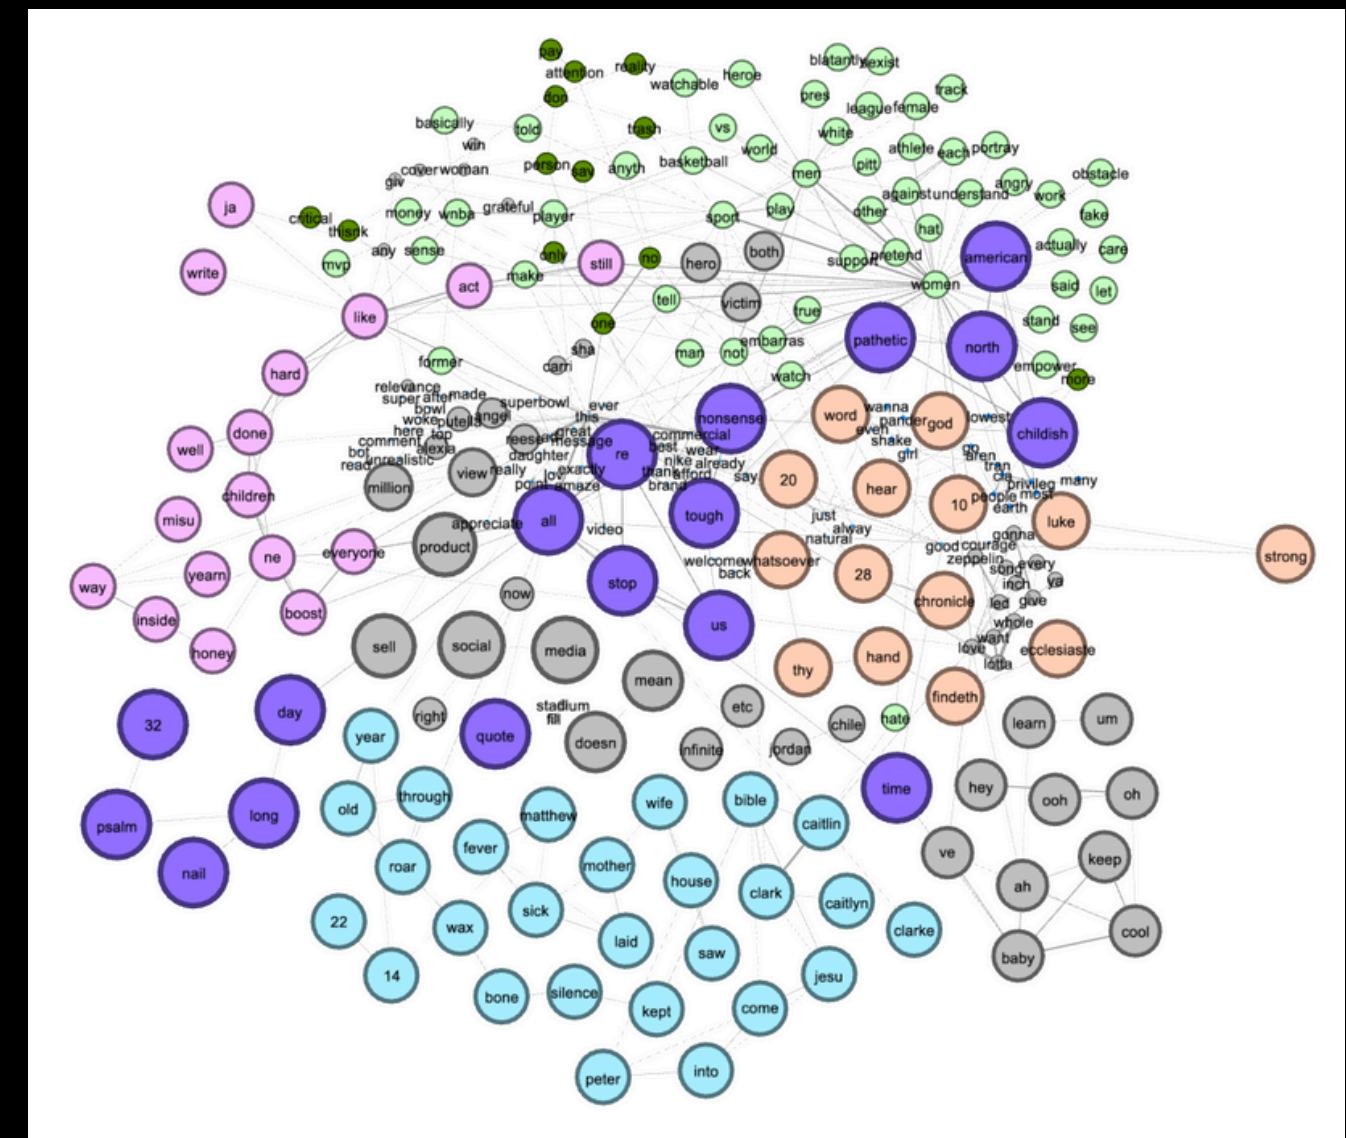 pay
attention
reality
watchable
heroe
blatantly
sexist
don
pres
league
female
track
basically
told
trash
vs
white
win
world
athlete
each
portray
cover
woman
person
say
anyth
basketball
men
pitt
obstacle
giv
angry
work
against
understand
ja
critical
money
wnba
grateful
player
sport
play
other
fake
thisnk
hat
any
sense
only
no
both
actually
care
mvp
make
still
hero
support
pretend
american
write
act
women
said
let
like
tell
victim
true
one
stand
see
man
not
embarras
pathetic
north
sha
carri
former
hard
watch
empower
more
relevance
super
after
made
superbowl
ever
bowl
woke
putella
angel
this
nonsense
word
wanna
pander
god
lowest
done
here
top
great
even
childish
comment
alexia
reese
ad
message
commercial
shake
well
bot
unrealistic
daughter
re
best
wear
girl
go
aren
read
view
really
exactly
nike
already
tran
lov
thank
afford
say
20
cia
million
point
amaze
brand
hear
privileg
many
children
people
most
10
earth
misu
appreciate
all
video
tough
just
alway
luke
natural
gonna
product
good
courage
everyone
ne
zeppelin
strong
welcome
whatsoever
song
every
yearn
back
28
inch
ya
way
stop
now
chronicle
led
give
boost
inside
us
whole
want
sell
social
media
love
ecclesiaste
honey
lotta
hand
thy
mean
findeth
day
right
stadium
etc
32
fill
chile
hate
learn
um
year
quote
doesn
infinite
jordan
hey
time
ooh
oh
through
wife
bible
old
long
matthew
caitlin
psalm
fever
ve
keep
roar
mother
nail
house
ah
clark
caitlyn
22
wax
sick
clarke
cool
laid
saw
baby
14
jesu
bone
silence
kept
come
peter
into